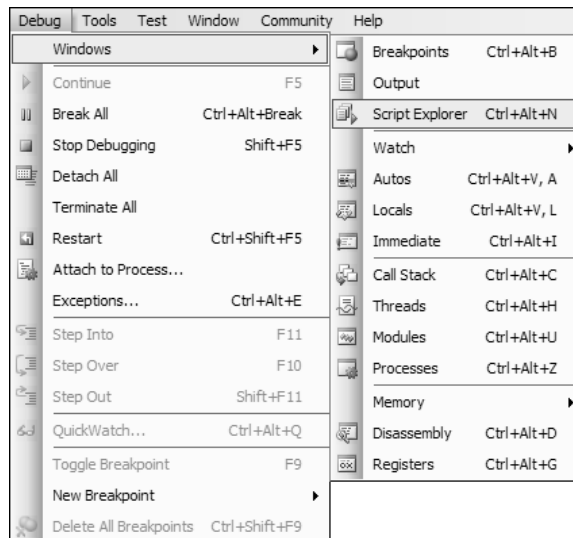 Debug Tools Test Window Community Help
Windows
Continue F5
Break All Ctrl+Alt+Break
Stop Debugging Shift+F5
Detach All
Terminate All
Restart Ctrl+Shift+F5
Attach to Process...
Exceptions... Ctrl+Alt+E
Step Into F11
Step Over F10
Step Out Shift+F11
QuickWatch... Ctrl+Alt+Q
Toggle Breakpoint F9
New Breakpoint
Delete All Breakpoints Ctrl+Shift+F9
Breakpoints Ctrl+Alt+B
Output
Script Explorer Ctrl+Alt+N
Watch
Autos Ctrl+Alt+V, A
Locals Ctrl+Alt+V, L
Immediate Ctrl+Alt+I
Call Stack Ctrl+Alt+C
Threads Ctrl+Alt+H
Modules Ctrl+Alt+U
Processes Ctrl+Alt+Z
Memory
Disassembly Ctrl+Alt+D
Registers Ctrl+Alt+G